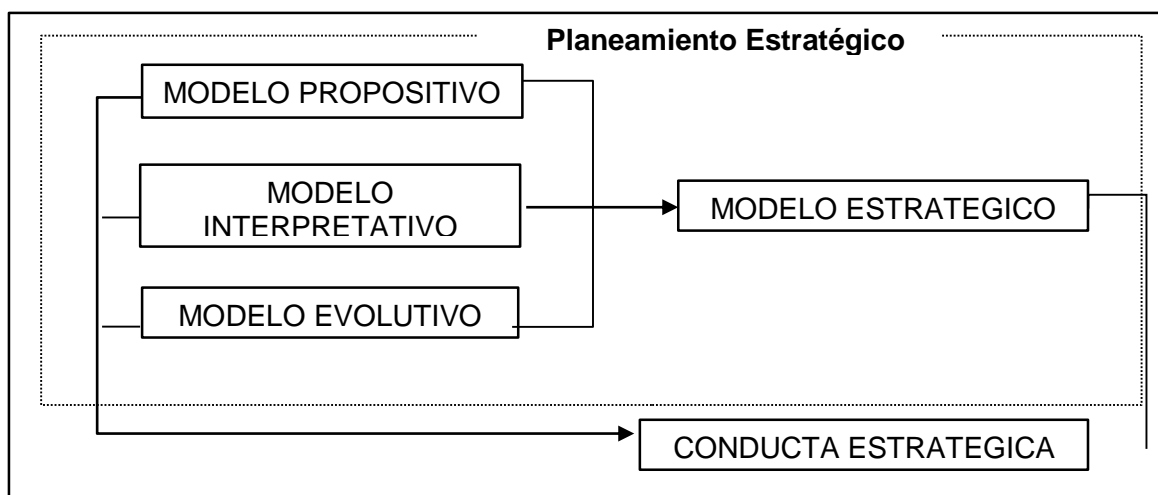 Planeamiento Estratégico
MODELO PROPOSITIVO
MODELO
INTERPRETATIVO
MODELO ESTRATEGICO
MODELO EVOLUTIVO
CONDUCTA ESTRATEGICA